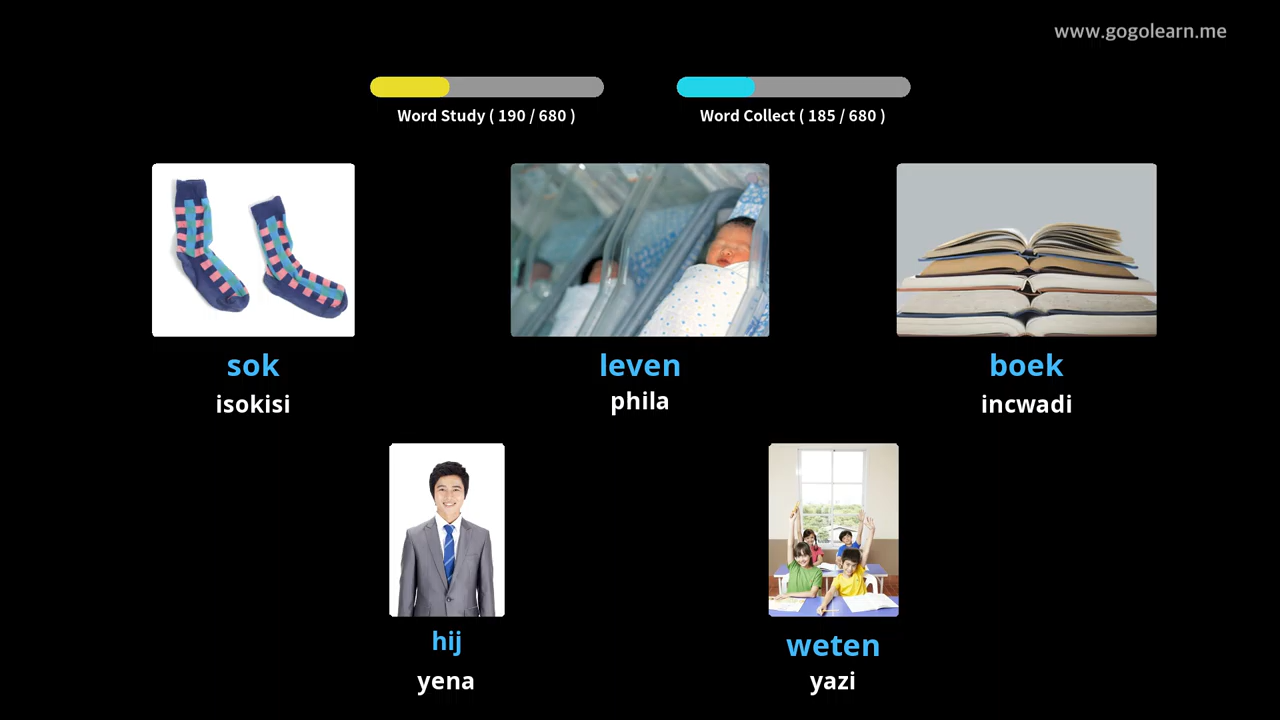 www.gogolearn.me
Word Study ( 190 / 680 )
Word Collect ( 185 / 680 )
sok
isokisi
leven
phila
boek
incwadi
hij
yena
weten
yazi